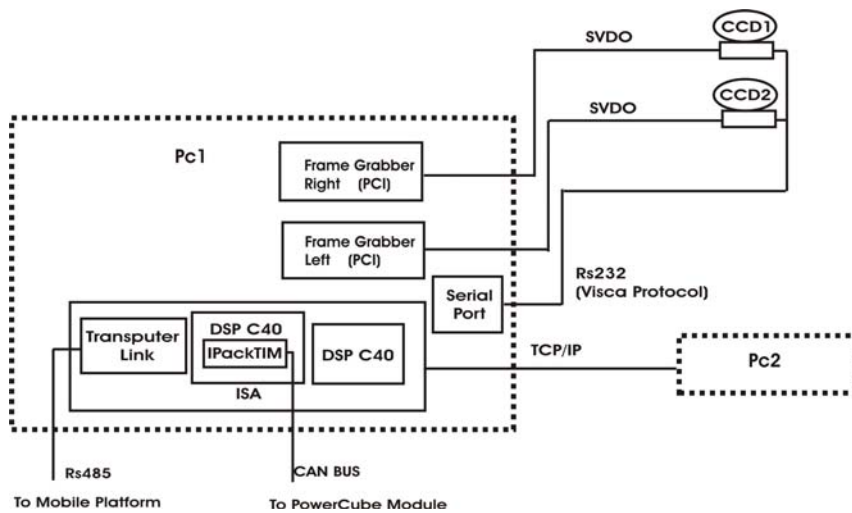 CCD1
SVDO
CCD2
SVDO
Pc1
Frame Grabber
Right (PCI)
Frame Grabber
Left (PCI)
Rs232
(Visca Protocol)
Serial
Port
Transputer
Link
DSP C40
IPackTIM
DSP C40
ISA
TCP/IP
Pc2
Rs485
CAN BUS
To Mobile Platform
To PowerCube Module